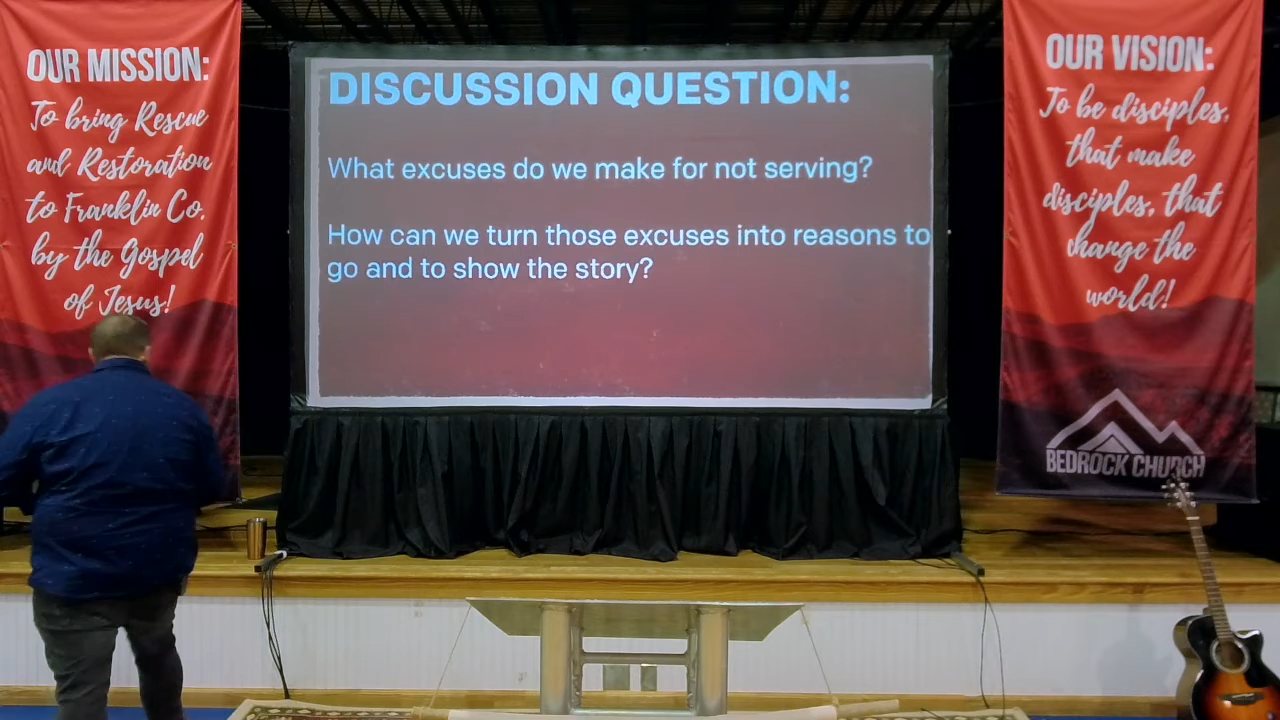 OUR MISSION:
To bring Rescue
and Restoration
to Franklin Co.
by the Gospel
of Jesus!
DISCUSSION QUESTION:
What excuses do we make for not serving?
How can we turn those excuses into reasons to
go and to show the story?
OUR VISION:
To be disciples,
that make
disciples, that
change the
world!
BEDROCK CHURCH